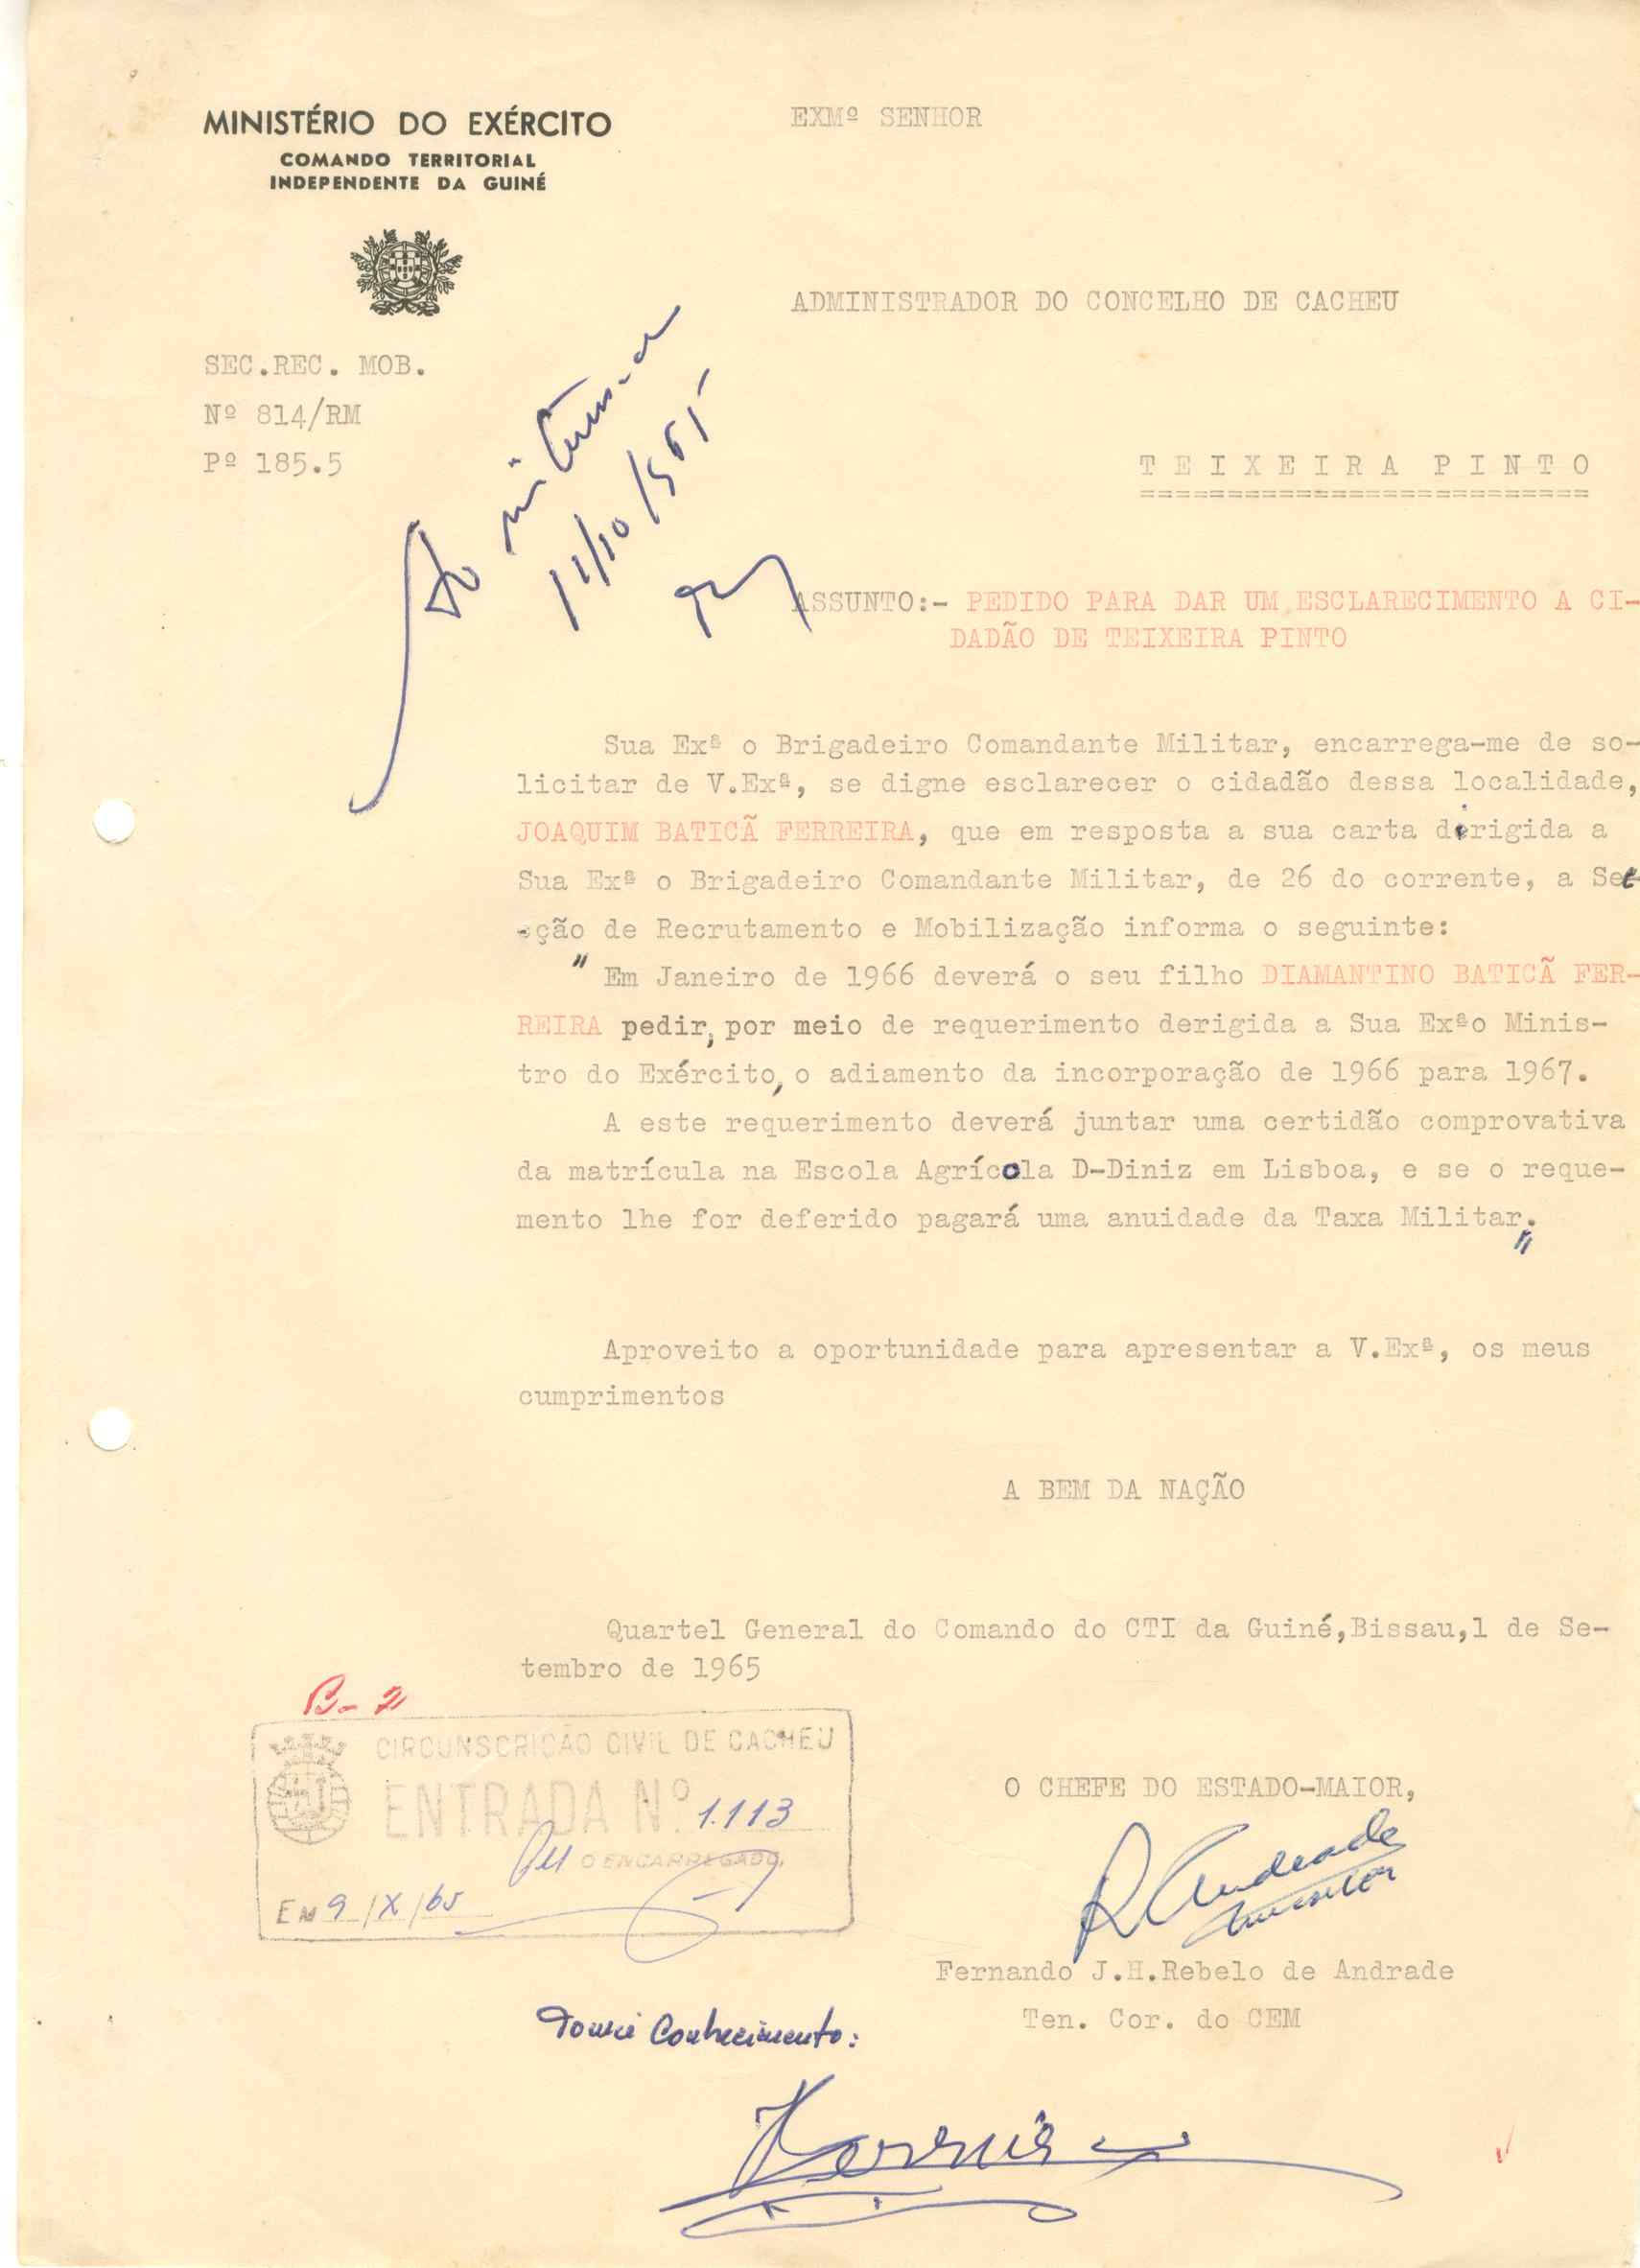 MINISTÉRIO DO EXÉRCITO
COMANDO TERRITORIAL
INDEPENDENTE DA GUINÉ
EXMº SENHOR
ADMINISTRADOR DO CONCELHO DE CACHEU
SEC.REC. MOB.
Nº 814/RM
Pº 185.5
TEIXEIRA PINTO
===========================
11/10/965
ASSUNTO:- PEDIDO PARA DAR UM ESCLARECIMENTO A CI-
DADÃO DE TEIXEIRA PINTO
Sua Exª o Brigadeiro Comandante Militar, encarrega-me de so-
licitar de V.Exª, se digne esclarecer o cidadão dessa localidade,
JOAQUIM BATICÃ FERREIRA, que em resposta a sua carta dirigida a
Sua Exª o Brigadeiro Comandante Militar, de 26 do corrente, a Sec-
ção de Recrutamento e Mobilização informa o seguinte:
" Em Janeiro de 1966 deverá o seu filho DIAMANTINO BATICÃ FER-
REIRA pedir, por meio de requerimento derigida a Sua Exªo Minis-
tro do Exército, o adiamento da incorporação de 1966 para 1967.
A este requerimento deverá juntar uma certidão comprovativa
da matrícula na Escola Agrícola D-Diniz em Lisboa, e se o reque-
mento lhe for deferido pagará uma anuidade da Taxa Militar."
Aproveito a oportunidade para apresentar a V.Exª, os meus
cumprimentos
A BEM DA NAÇÃO
Quartel General do Comando do CTI da Guiné,Bissau,1 de Se-
tembro de 1965
B-2
CIRCUNSCRIÇÃO CIVIL DE CACHEU
ENTRADA N.º 1.113
O ENCARREGADO,
EM 9/X/65
O CHEFE DO ESTADO-MAIOR,
R Andrade
Fernando J.H.Rebelo de Andrade
Ten. Cor. do CEM
Tomei Conhecimento: